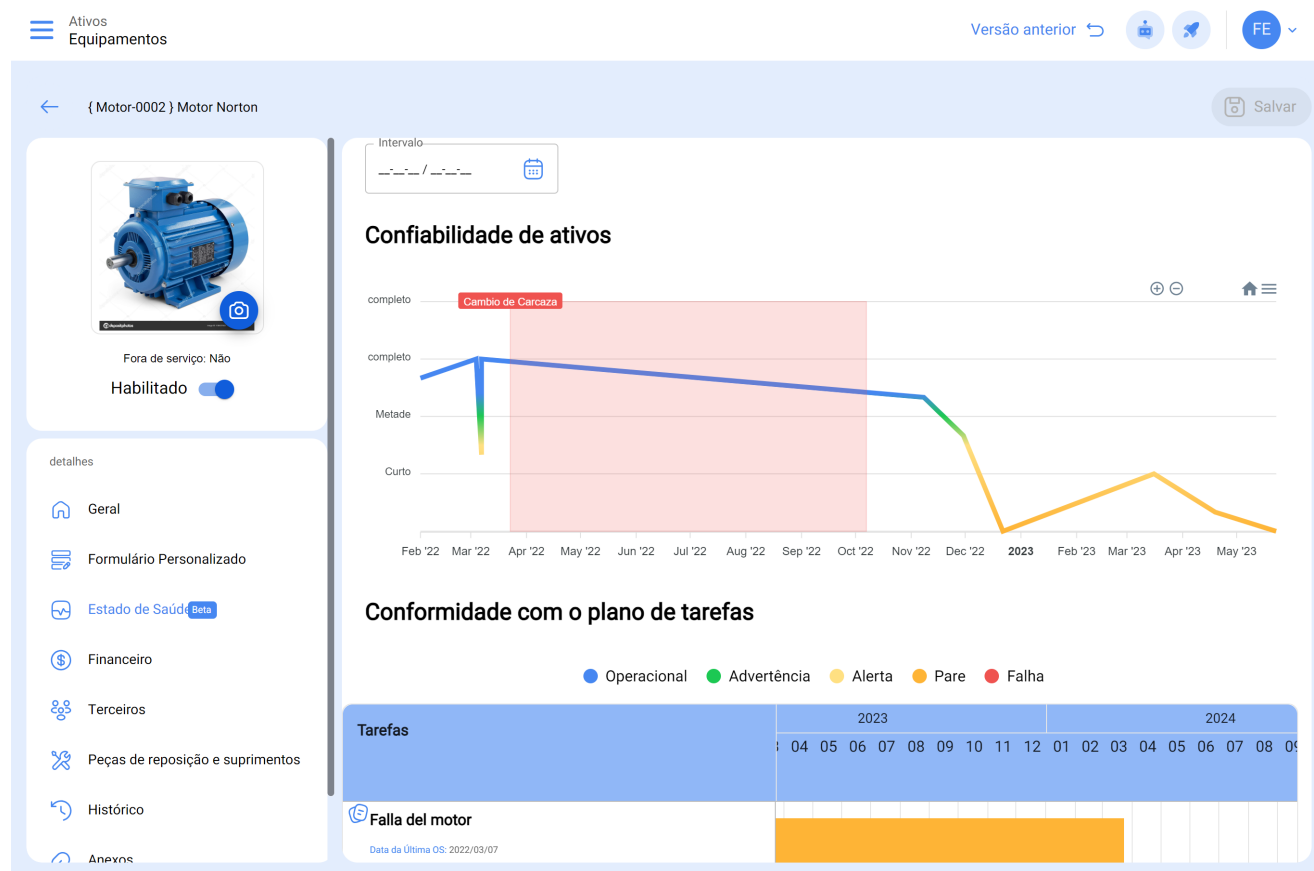 Ativos
Equipamentos
Versão anterior
FE
{ Motor-0002 } Motor Norton
Salvar
Fora de serviço: Não
Habilitado
detalhes
Geral
Formulário Personalizado
Estado de Saúde Beta
Financeiro
Terceiros
Peças de reposição e suprimentos
Histórico
Anexos
Intervalo
__-__-__ / __-__-__
Confiabilidade de ativos
completo
Cambio de Carcaza
completo
Metade
Curto
Feb '22 Mar '22 Apr '22 May '22 Jun '22 Jul '22 Aug '22 Sep '22 Oct '22 Nov '22 Dec '22 2023 Feb '23 Mar '23 Apr '23 May '23
Conformidade com o plano de tarefas
Operacional Advertência Alerta Pare Falha
Tarefas
2023 2024
04 05 06 07 08 09 10 11 12 01 02 03 04 05 06 07 08 09
Falla del motor
Data da Última OS: 2022/03/07